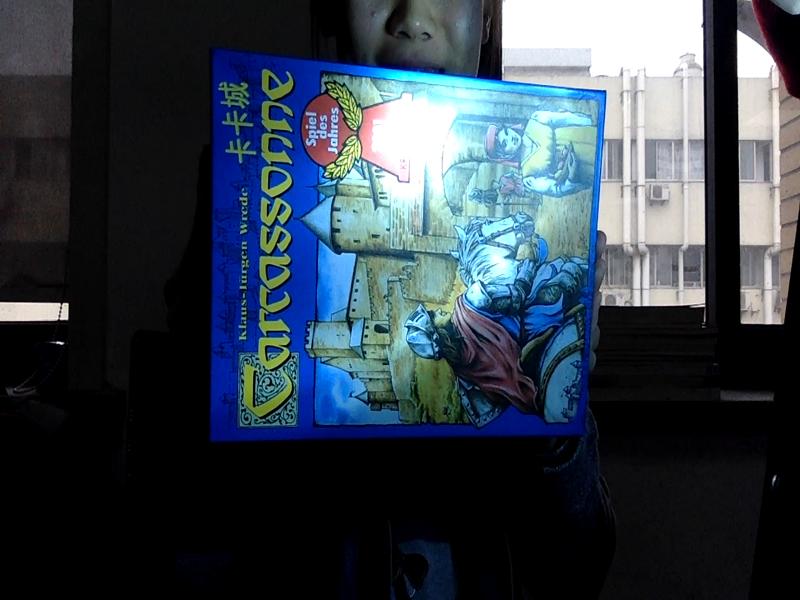 卡卡城
Klaus-Jürgen Wrede
Carcassonne
Spiel
des
Jahres